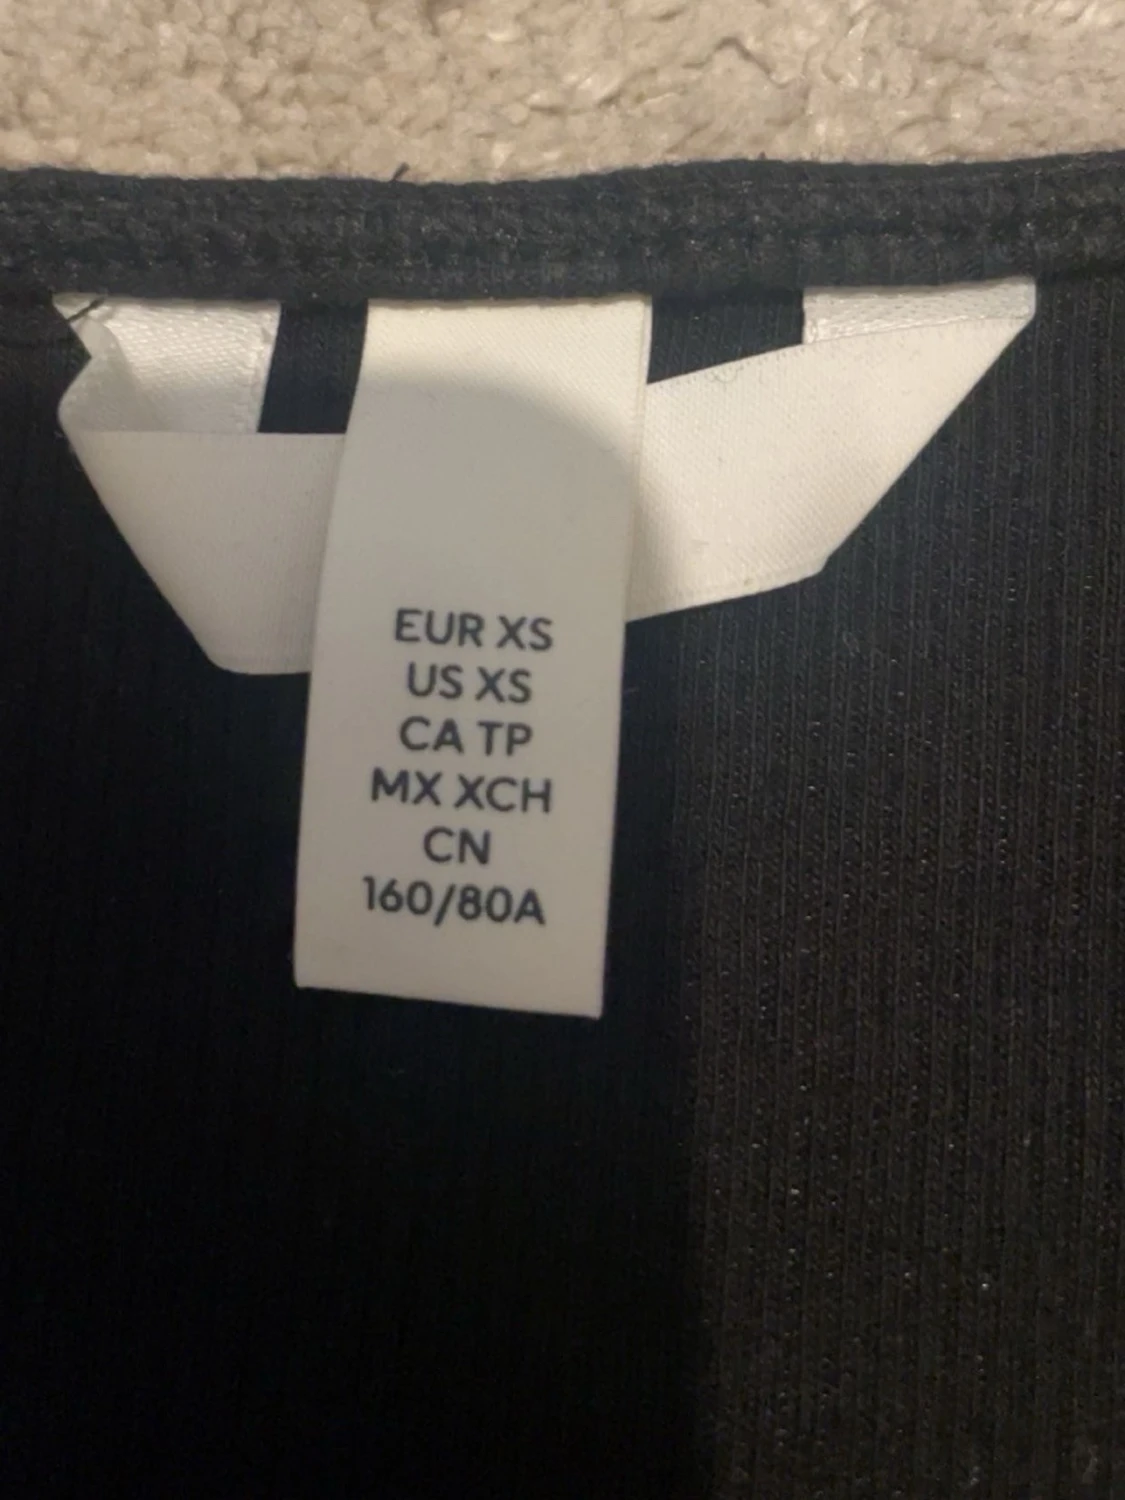 EUR XS
US XS
CA TP
MX XCH
CN
160/80A